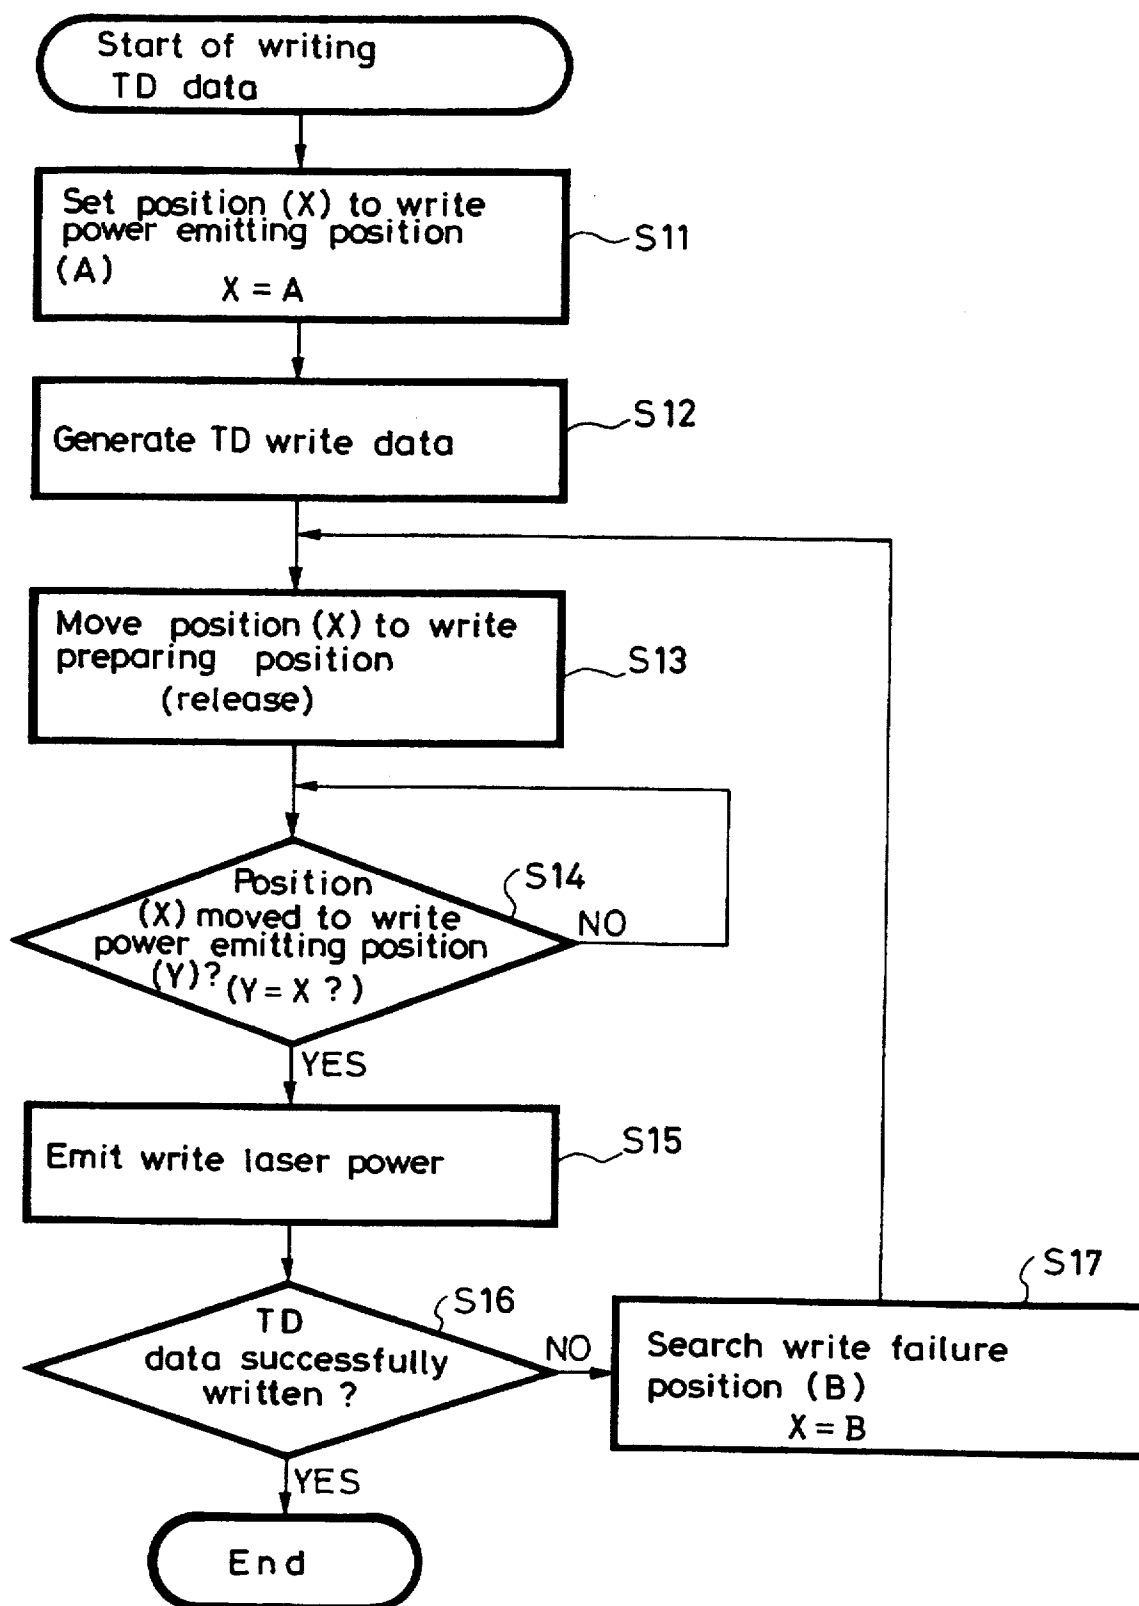 Start of writing
TD data
Set position (X) to write
power emitting position
(A)
X = A
S11
Generate TD write data
S12
Move position (X) to write
preparing position
(release)
S13
Position
(X) moved to write
power emitting position
(Y)? (Y = X ?)
S14
NO
YES
Emit write laser power
S15
TD
data successfully
written ?
S16
NO
YES
Search write failure
position (B)
X = B
S17
End